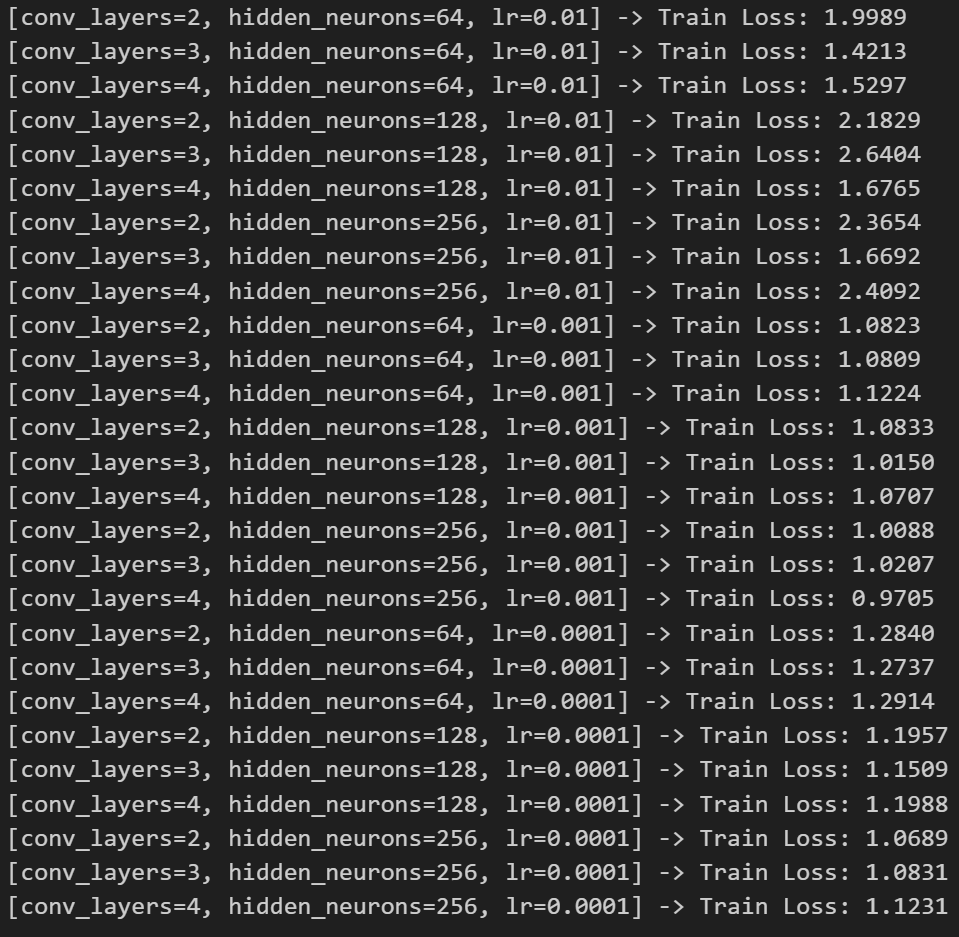 [conv_layers=2, hidden_neurons=64, lr=0.01] -> Train Loss: 1.9989
[conv_layers=3, hidden_neurons=64, lr=0.01] -> Train Loss: 1.4213
[conv_layers=4, hidden_neurons=64, lr=0.01] -> Train Loss: 1.5297
[conv_layers=2, hidden_neurons=128, lr=0.01] -> Train Loss: 2.1829
[conv_layers=3, hidden_neurons=128, lr=0.01] -> Train Loss: 2.6404
[conv_layers=4, hidden_neurons=128, lr=0.01] -> Train Loss: 1.6765
[conv_layers=2, hidden_neurons=256, lr=0.01] -> Train Loss: 2.3654
[conv_layers=3, hidden_neurons=256, lr=0.01] -> Train Loss: 1.6692
[conv_layers=4, hidden_neurons=256, lr=0.01] -> Train Loss: 2.4092
[conv_layers=2, hidden_neurons=64, lr=0.001] -> Train Loss: 1.0823
[conv_layers=3, hidden_neurons=64, lr=0.001] -> Train Loss: 1.0809
[conv_layers=4, hidden_neurons=64, lr=0.001] -> Train Loss: 1.1224
[conv_layers=2, hidden_neurons=128, lr=0.001] -> Train Loss: 1.0833
[conv_layers=3, hidden_neurons=128, lr=0.001] -> Train Loss: 1.0150
[conv_layers=4, hidden_neurons=128, lr=0.001] -> Train Loss: 1.0707
[conv_layers=2, hidden_neurons=256, lr=0.001] -> Train Loss: 1.0088
[conv_layers=3, hidden_neurons=256, lr=0.001] -> Train Loss: 1.0207
[conv_layers=4, hidden_neurons=256, lr=0.001] -> Train Loss: 0.9705
[conv_layers=2, hidden_neurons=64, lr=0.0001] -> Train Loss: 1.2840
[conv_layers=3, hidden_neurons=64, lr=0.0001] -> Train Loss: 1.2737
[conv_layers=4, hidden_neurons=64, lr=0.0001] -> Train Loss: 1.2914
[conv_layers=2, hidden_neurons=128, lr=0.0001] -> Train Loss: 1.1957
[conv_layers=3, hidden_neurons=128, lr=0.0001] -> Train Loss: 1.1509
[conv_layers=4, hidden_neurons=128, lr=0.0001] -> Train Loss: 1.1988
[conv_layers=2, hidden_neurons=256, lr=0.0001] -> Train Loss: 1.0689
[conv_layers=3, hidden_neurons=256, lr=0.0001] -> Train Loss: 1.0831
[conv_layers=4, hidden_neurons=256, lr=0.0001] -> Train Loss: 1.1231